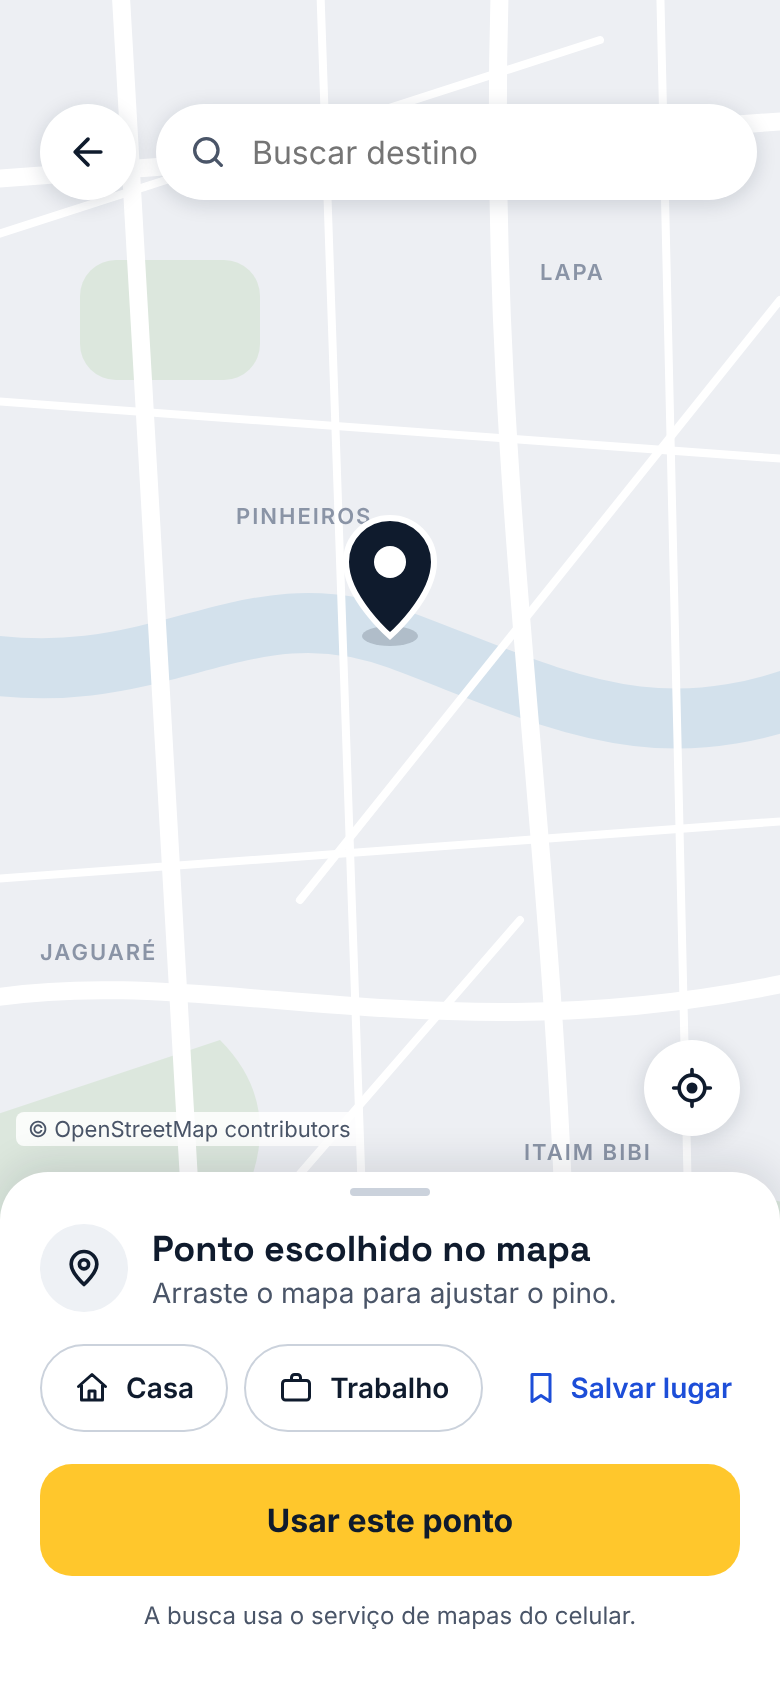 Buscar destino
LAPA
PINHEIROS
JAGUARÉ
© OpenStreetMap contributors
ITAIM BIBI
Ponto escolhido no mapa
Arraste o mapa para ajustar o pino.
Casa
Trabalho
Salvar lugar
Usar este ponto
A busca usa o serviço de mapas do celular.